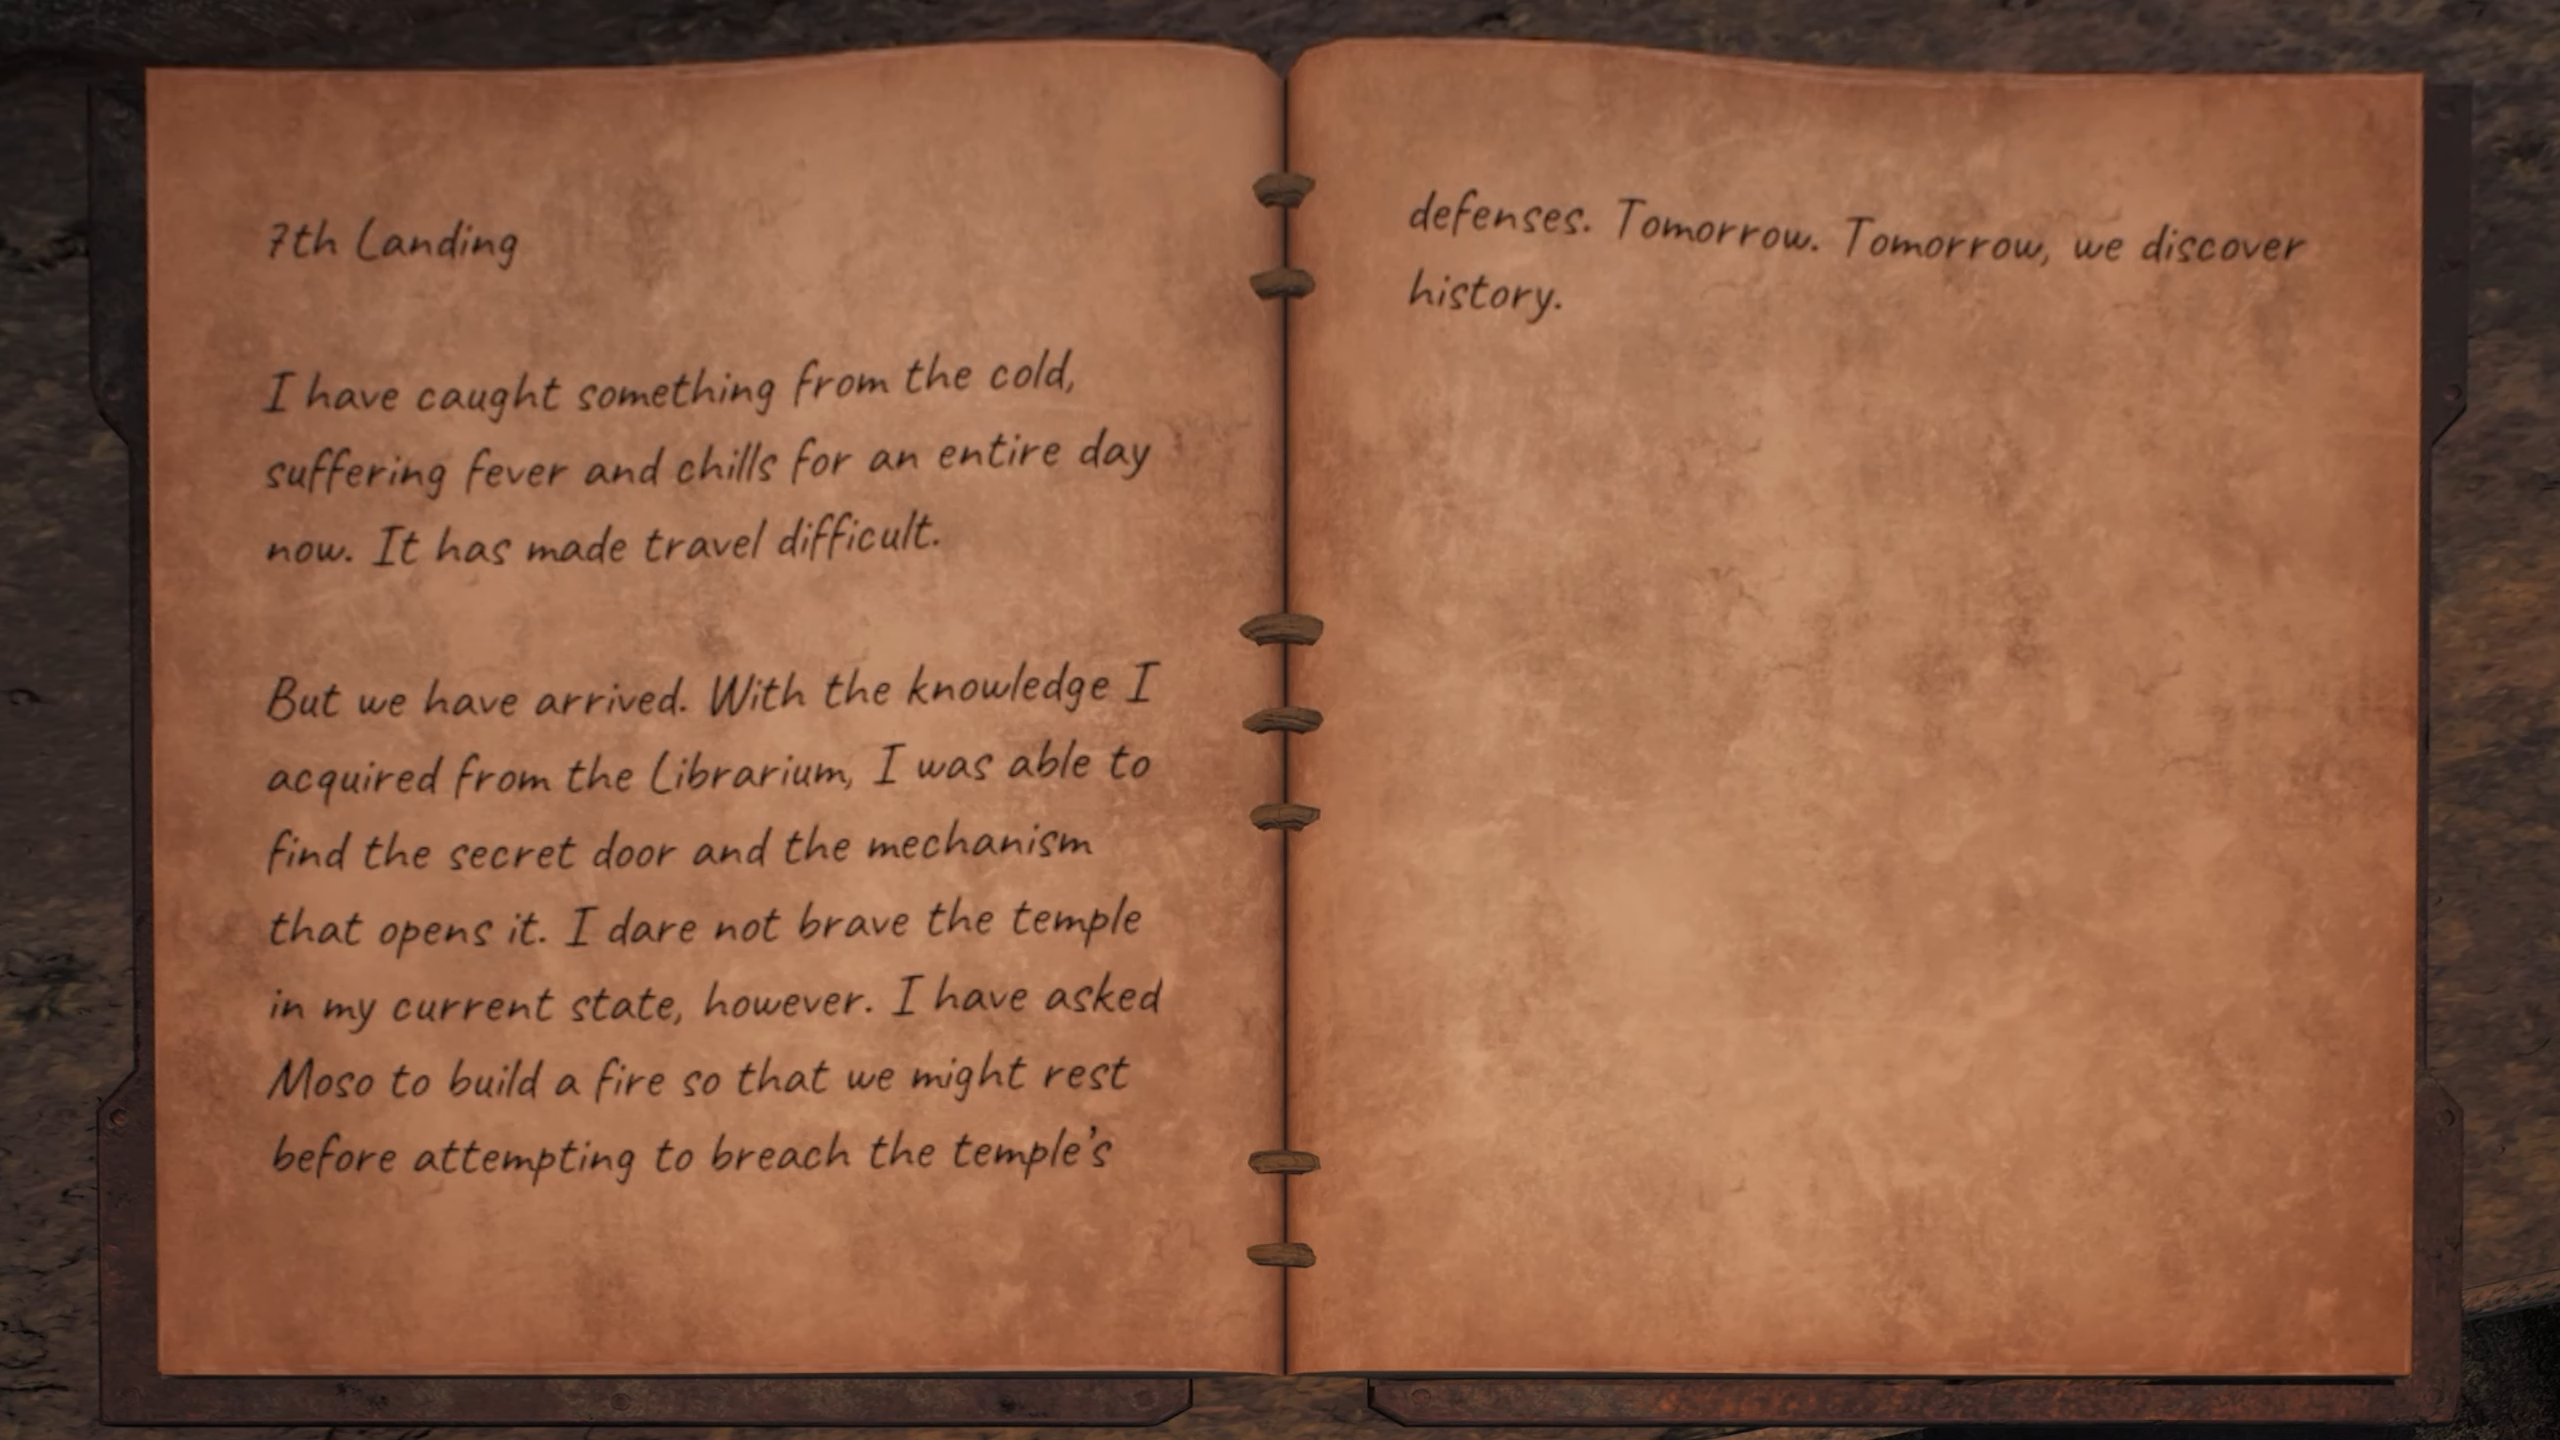 7th Landing
I have caught something from the cold,
suffering fever and chills for an entire day
now. It has made travel difficult.
But we have arrived. With the knowledge I
acquired from the Librarium, I was able to
find the secret door and the mechanism
that opens it. I dare not brave the temple
in my current state, however. I have asked
Moso to build a fire so that we might rest
before attempting to breach the temple's
defenses. Tomorrow. Tomorrow, we discover
history.